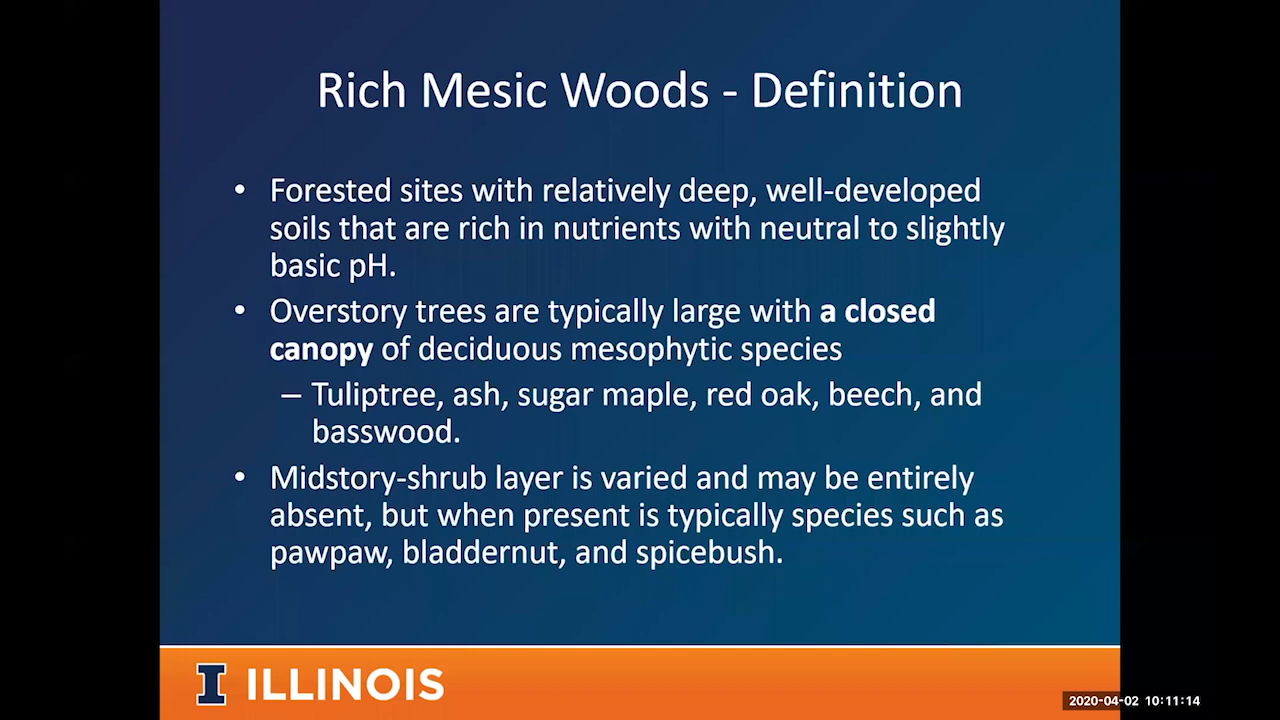 Rich Mesic Woods - Definition
• Forested sites with relatively deep, well-developed
soils that are rich in nutrients with neutral to slightly
basic pH.
• Overstory trees are typically large with a closed
canopy of deciduous mesophytic species
– Tuliptree, ash, sugar maple, red oak, beech, and
basswood.
• Midstory-shrub layer is varied and may be entirely
absent, but when present is typically species such as
pawpaw, bladdernut, and spicebush.
I ILLINOIS
2020-04-02 10:11:14